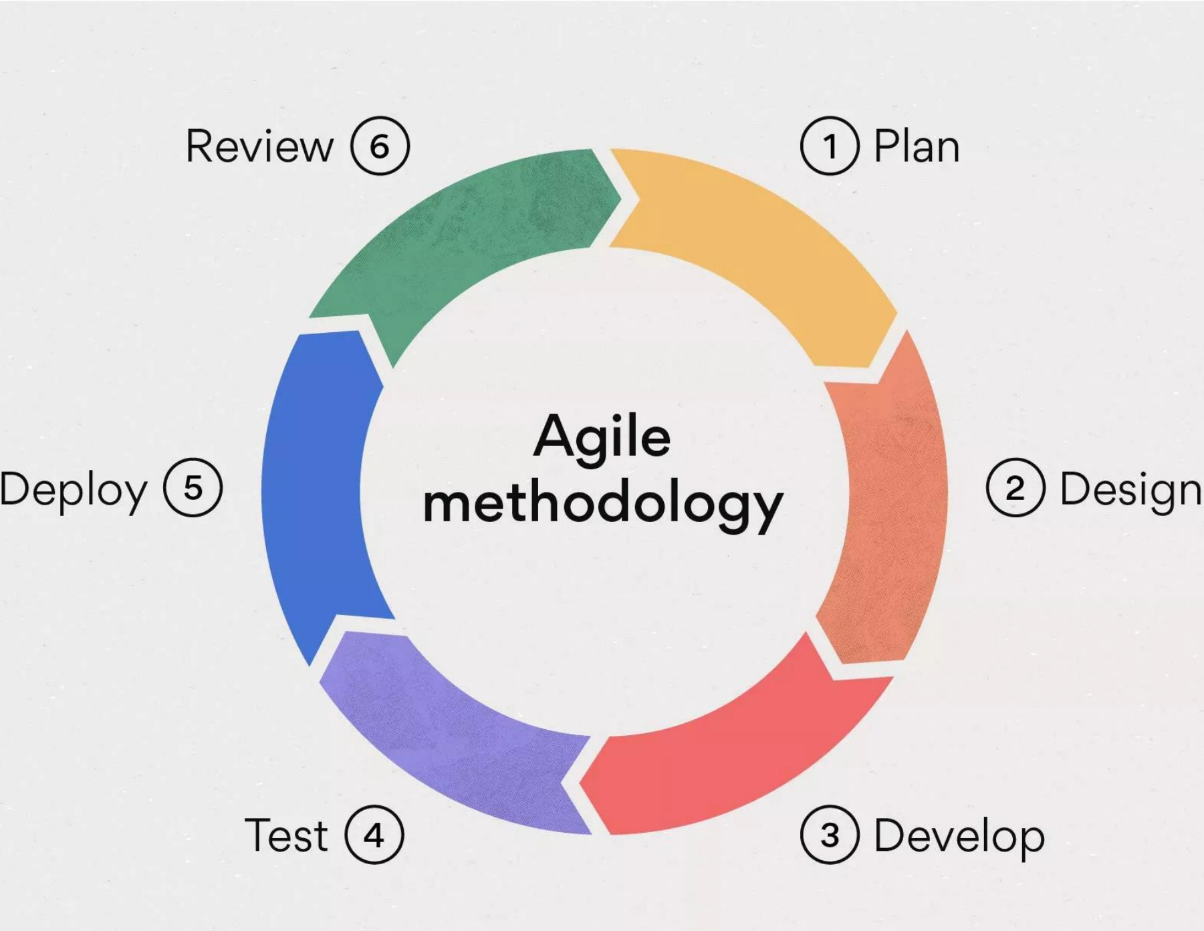 Agile
methodology
1 Plan
2 Design
3 Develop
Test 4
Deploy 5
Review 6